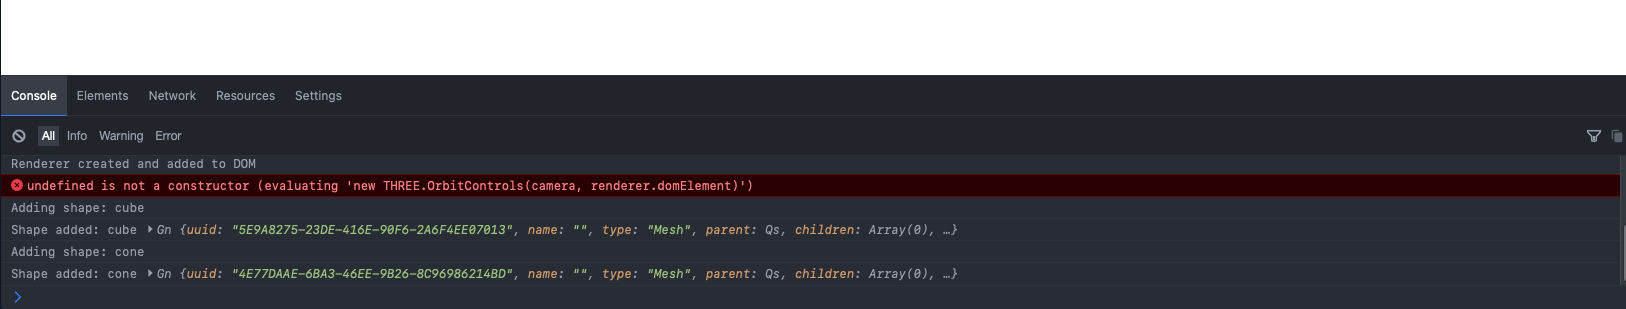 Console Elements Network Resources Settings
All Info Warning Error
Renderer created and added to DOM
undefined is not a constructor (evaluating 'new THREE.OrbitControls(camera, renderer.domElement)')
Adding shape: cube
Shape added: cube Gn {uuid: "5E9A8275-23DE-416E-90F6-2A6F4EE07013", name: "", type: "Mesh", parent: Qs, children: Array(0), …}
Adding shape: cone
Shape added: cone Gn {uuid: "4E77DAAE-6BA3-46EE-9B26-8C96986214BD", name: "", type: "Mesh", parent: Qs, children: Array(0), …}